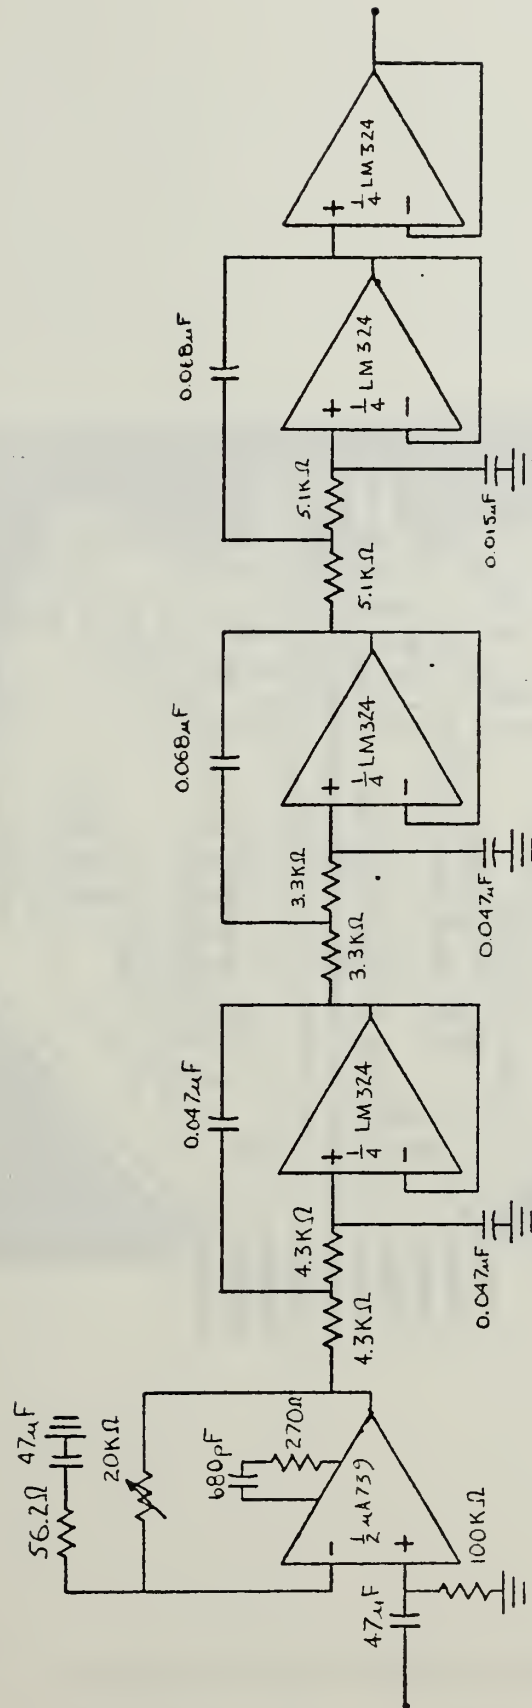 47µF
56.2Ω
20KΩ
680pF
270Ω
-
½ µA739
+
4.7µF
100KΩ
4.3KΩ
4.3KΩ
0.047µF
0.047µF
+
¼ LM324
-
3.3KΩ
3.3KΩ
0.068µF
0.047µF
+
¼ LM324
-
5.1KΩ
5.1KΩ
0.068µF
0.015µF
+
¼ LM324
-
+
¼ LM324
-